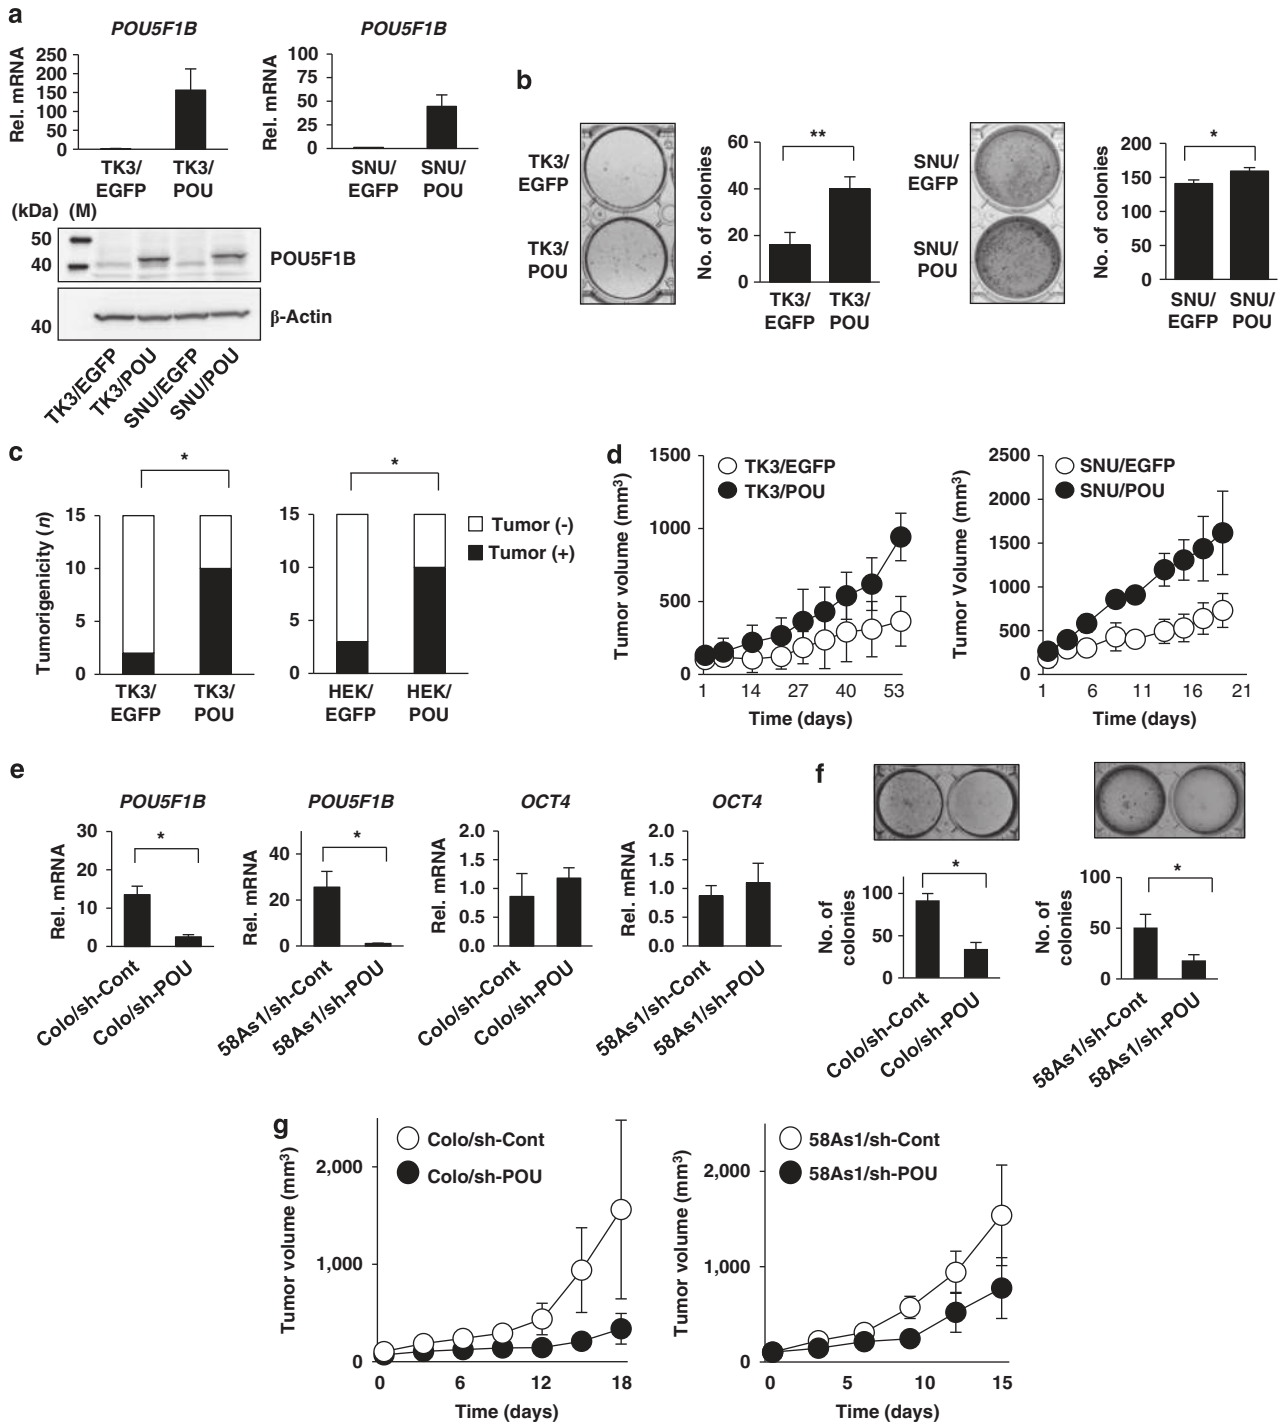 a
POU5F1B
Rel. mRNA
250
200
150
100
50
0
TK3/
EGFP
TK3/
POU
POU5F1B
Rel. mRNA
100
75
50
25
0
SNU/
EGFP
SNU/
POU
(kDa) (M)
50
40
POU5F1B
40
β-Actin
TK3/EGFP
TK3/POU
SNU/EGFP
SNU/POU
b
TK3/
EGFP
TK3/
POU
No. of colonies
60
40
20
0
**
TK3/
EGFP
TK3/
POU
SNU/
EGFP
SNU/
POU
No. of colonies
200
150
100
50
0
*
SNU/
EGFP
SNU/
POU
c
Tumorigenicity (n)
15
10
5
0
*
TK3/
EGFP
TK3/
POU
15
10
5
0
*
HEK/
EGFP
HEK/
POU
Tumor (-)
Tumor (+)
d
Tumor volume (mm³)
1500
1000
500
0
TK3/EGFP
TK3/POU
1 14 27 40 53
Time (days)
Tumor Volume (mm³)
2500
2000
1500
1000
500
0
SNU/EGFP
SNU/POU
1 6 11 16 21
Time (days)
e
POU5F1B
Rel. mRNA
30
20
10
0
*
Colo/sh-Cont
Colo/sh-POU
POU5F1B
Rel. mRNA
40
20
0
*
58As1/sh-Cont
58As1/sh-POU
OCT4
Rel. mRNA
2.0
1.5
1.0
0.5
0.0
Colo/sh-Cont
Colo/sh-POU
OCT4
Rel. mRNA
2.0
1.5
1.0
0.5
0.0
58As1/sh-Cont
58As1/sh-POU
f
No. of
colonies
100
50
0
*
Colo/sh-Cont
Colo/sh-POU
No. of
colonies
100
50
0
*
58As1/sh-Cont
58As1/sh-POU
g
Tumor volume (mm³)
2,000
1,000
0
Colo/sh-Cont
Colo/sh-POU
0 6 12 18
Time (days)
Tumor volume (mm³)
2,000
1,000
0
58As1/sh-Cont
58As1/sh-POU
0 5 10 15
Time (days)